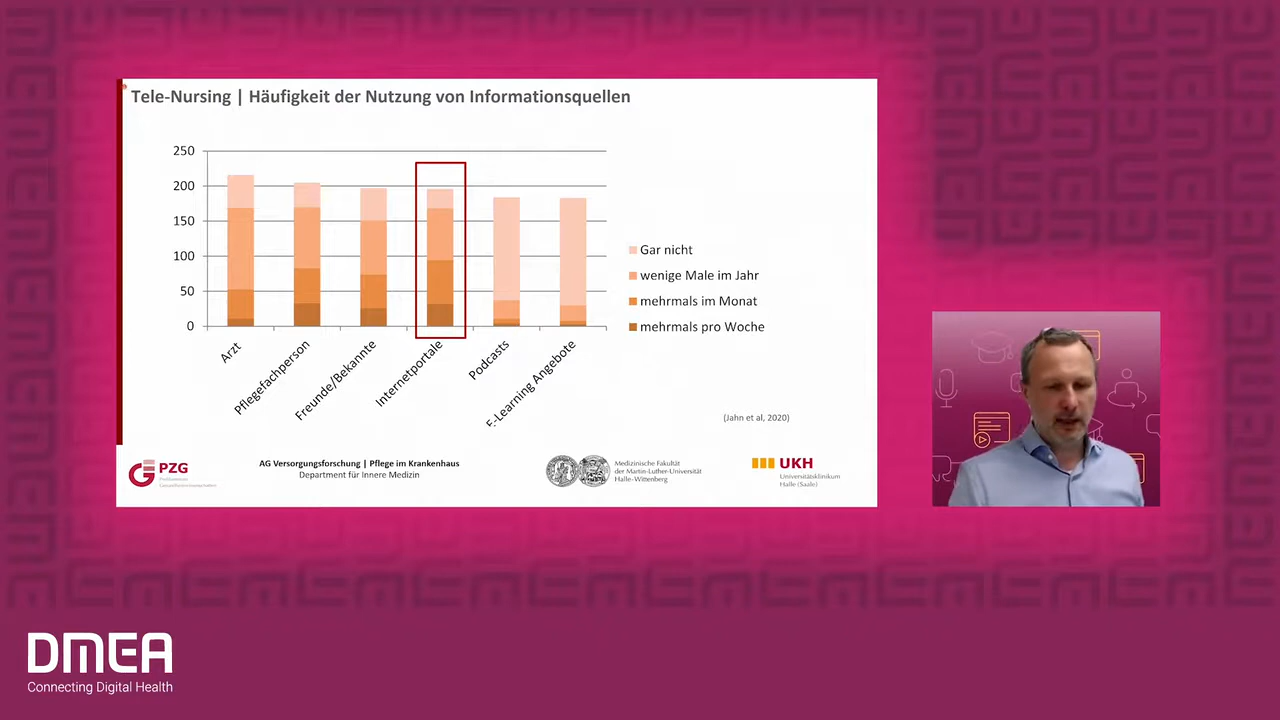 Tele-Nursing | Häufigkeit der Nutzung von Informationsquellen
250
200
150
100
50
0
Arzt
Pflegefachperson
Freunde/Bekannte
Internetportale
Podcasts
E-Learning Angebote
Gar nicht
wenige Male im Jahr
mehrmals im Monat
mehrmals pro Woche
(Jahn et al, 2020)
PZG
AG Versorgungsforschung | Pflege im Krankenhaus
Department für Innere Medizin
Medizinische Fakultät
der Martin-Luther-Universität
Halle-Wittenberg
UKH
Universitätsklinikum
Halle (Saale)
DMEA
Connecting Digital Health